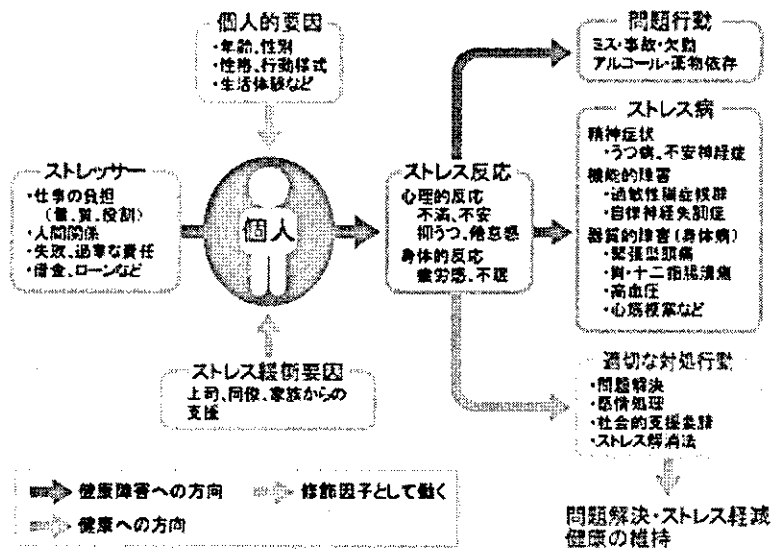 個人的要因
・年齢、性別
・性格、行動様式
・生活体験など
ストレッサー
・仕事の負担
(量、質、役割)
・人間関係
・失敗、過重な責任
・借金、ローンなど
個人
ストレス緩衝要因
上司、同僚、家族からの
支援
ストレス反応
心理的反応
不満、不安
抑うつ、倦怠感
身体的反応
疲労感、不眠
問題行動
ミス・事故・欠勤
アルコール・薬物依存
ストレス病
精神症状
・うつ病、不安神経症
機能的障害
・過敏性腸症候群
・自律神経失調症
器質的障害(身体病)
・緊張型頭痛
・胃・十二指腸潰瘍
・高血圧
・心筋梗塞など
適切な対処行動
・問題解決
・感情処理
・社会的支援要請
・ストレス解消法
問題解決・ストレス軽減
健康の維持
健康障害への方向
修飾因子として働く
健康への方向